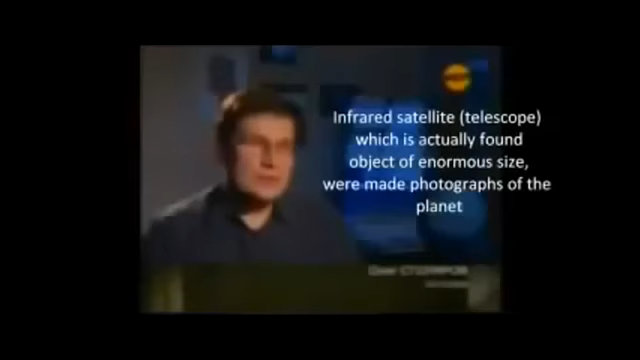 Infrared satellite (telescope)
which is actually found
object of enormous size,
were made photographs of the
planet